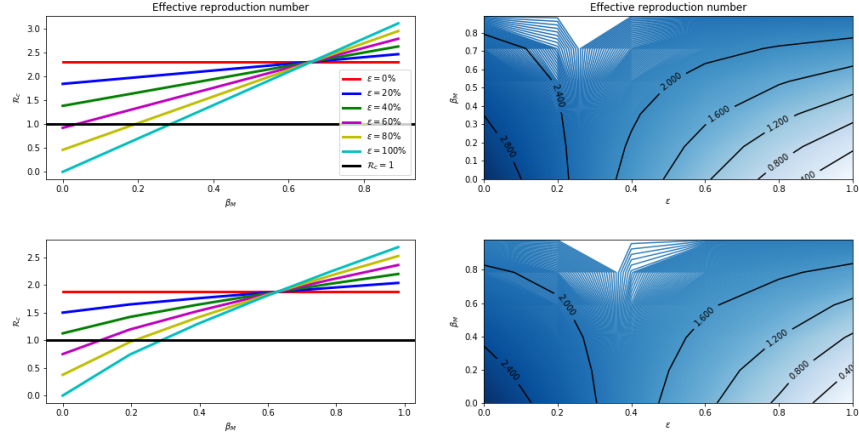 Effective reproduction number
3.0
2.5
2.0
1.5
1.0
0.5
0.0
ℛc
0.0 0.2 0.4 0.6 0.8
βM
ε = 0%
ε = 20%
ε = 40%
ε = 60%
ε = 80%
ε = 100%
ℛc = 1
Effective reproduction number
0.8
0.7
0.6
0.5
0.4
0.3
0.2
0.1
0.0
βM
2.800
2.400
2.000
1.600
1.200
0.800
0.0 0.2 0.4 0.6 0.8 1.0
ε
2.5
2.0
1.5
1.0
0.5
0.0
ℛc
0.0 0.2 0.4 0.6 0.8 1.0
βM
0.8
0.6
0.4
0.2
0.0
βM
2.400
2.000
1.600
1.200
0.800
0.40
0.0 0.2 0.4 0.6 0.8 1.0
ε